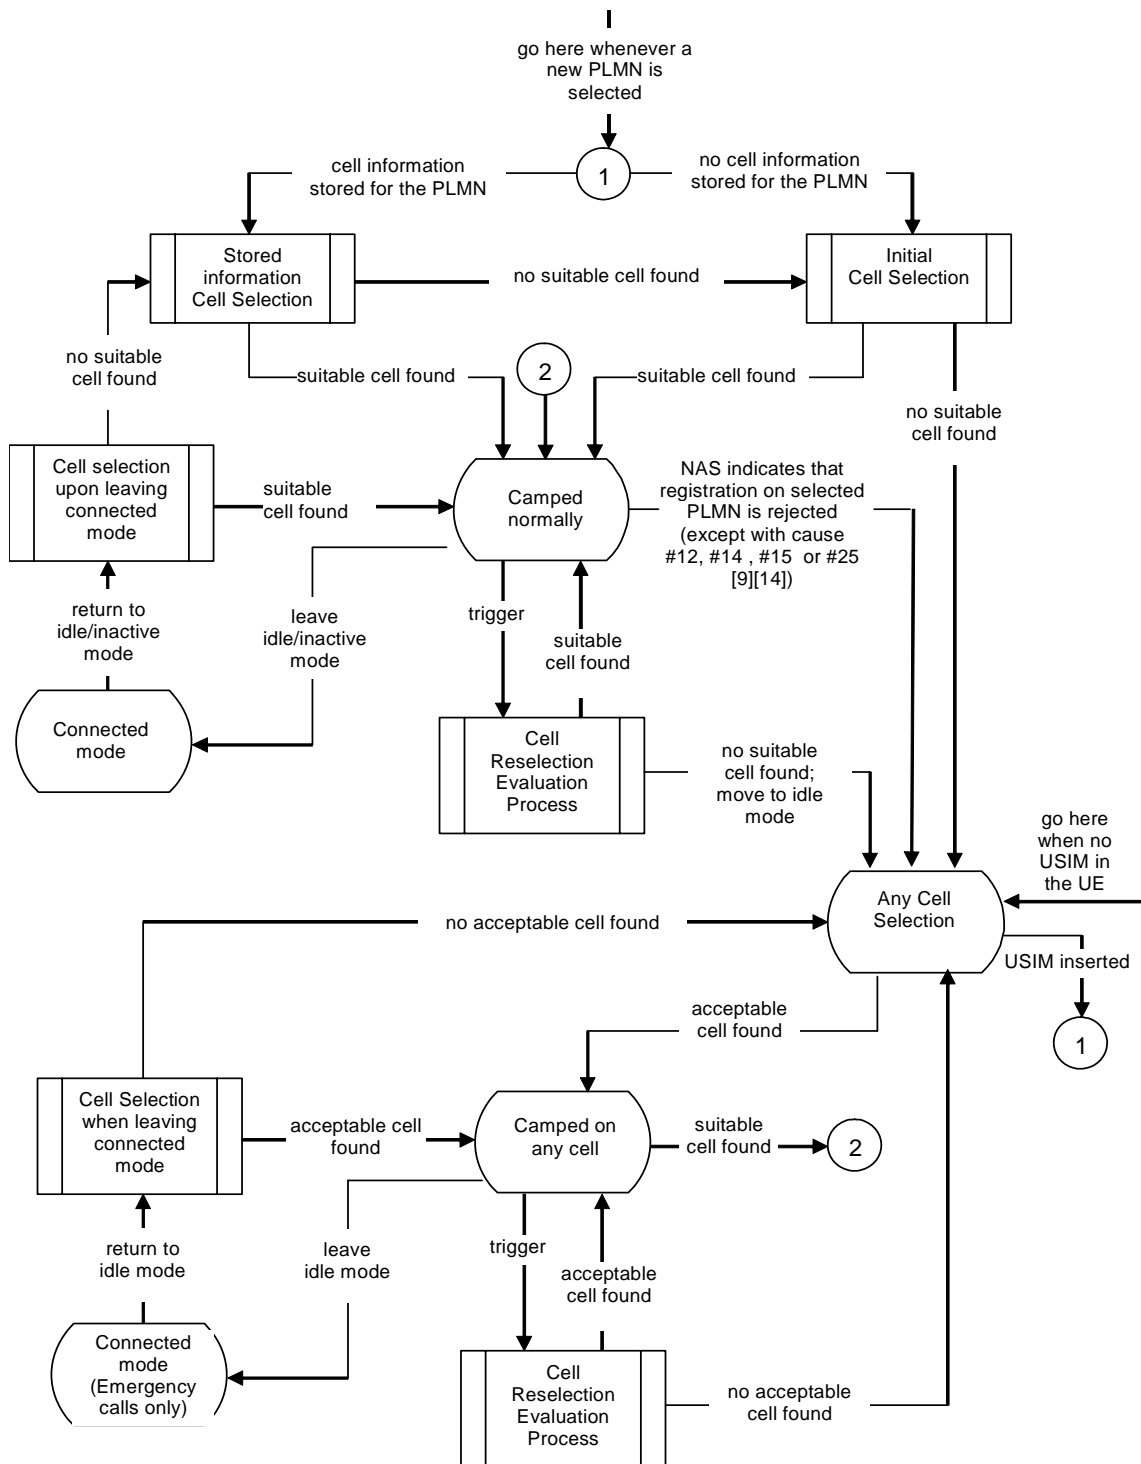 go here whenever a
new PLMN is
selected
cell information
stored for the PLMN
1
no cell information
stored for the PLMN
Stored
information
Cell Selection
no suitable cell found
Initial
Cell Selection
no suitable
cell found
suitable cell found
2
suitable cell found
no suitable
cell found
Cell selection
upon leaving
connected
mode
suitable
cell found
Camped
normally
NAS indicates that
registration on selected
PLMN is rejected
(except with cause
#12, #14 , #15 or #25
[9][14])
return to
idle/inactive
mode
leave
idle/inactive
mode
trigger
suitable
cell found
Connected
mode
Cell
Reselection
Evaluation
Process
no suitable
cell found;
move to idle
mode
go here
when no
USIM in
the UE
no acceptable cell found
Any Cell
Selection
USIM inserted
acceptable
cell found
1
Cell Selection
when leaving
connected
mode
acceptable cell
found
Camped on
any cell
suitable
cell found
2
return to
idle mode
leave
idle mode
trigger
acceptable
cell found
Connected
mode
(Emergency
calls only)
Cell
Reselection
Evaluation
Process
no acceptable
cell found